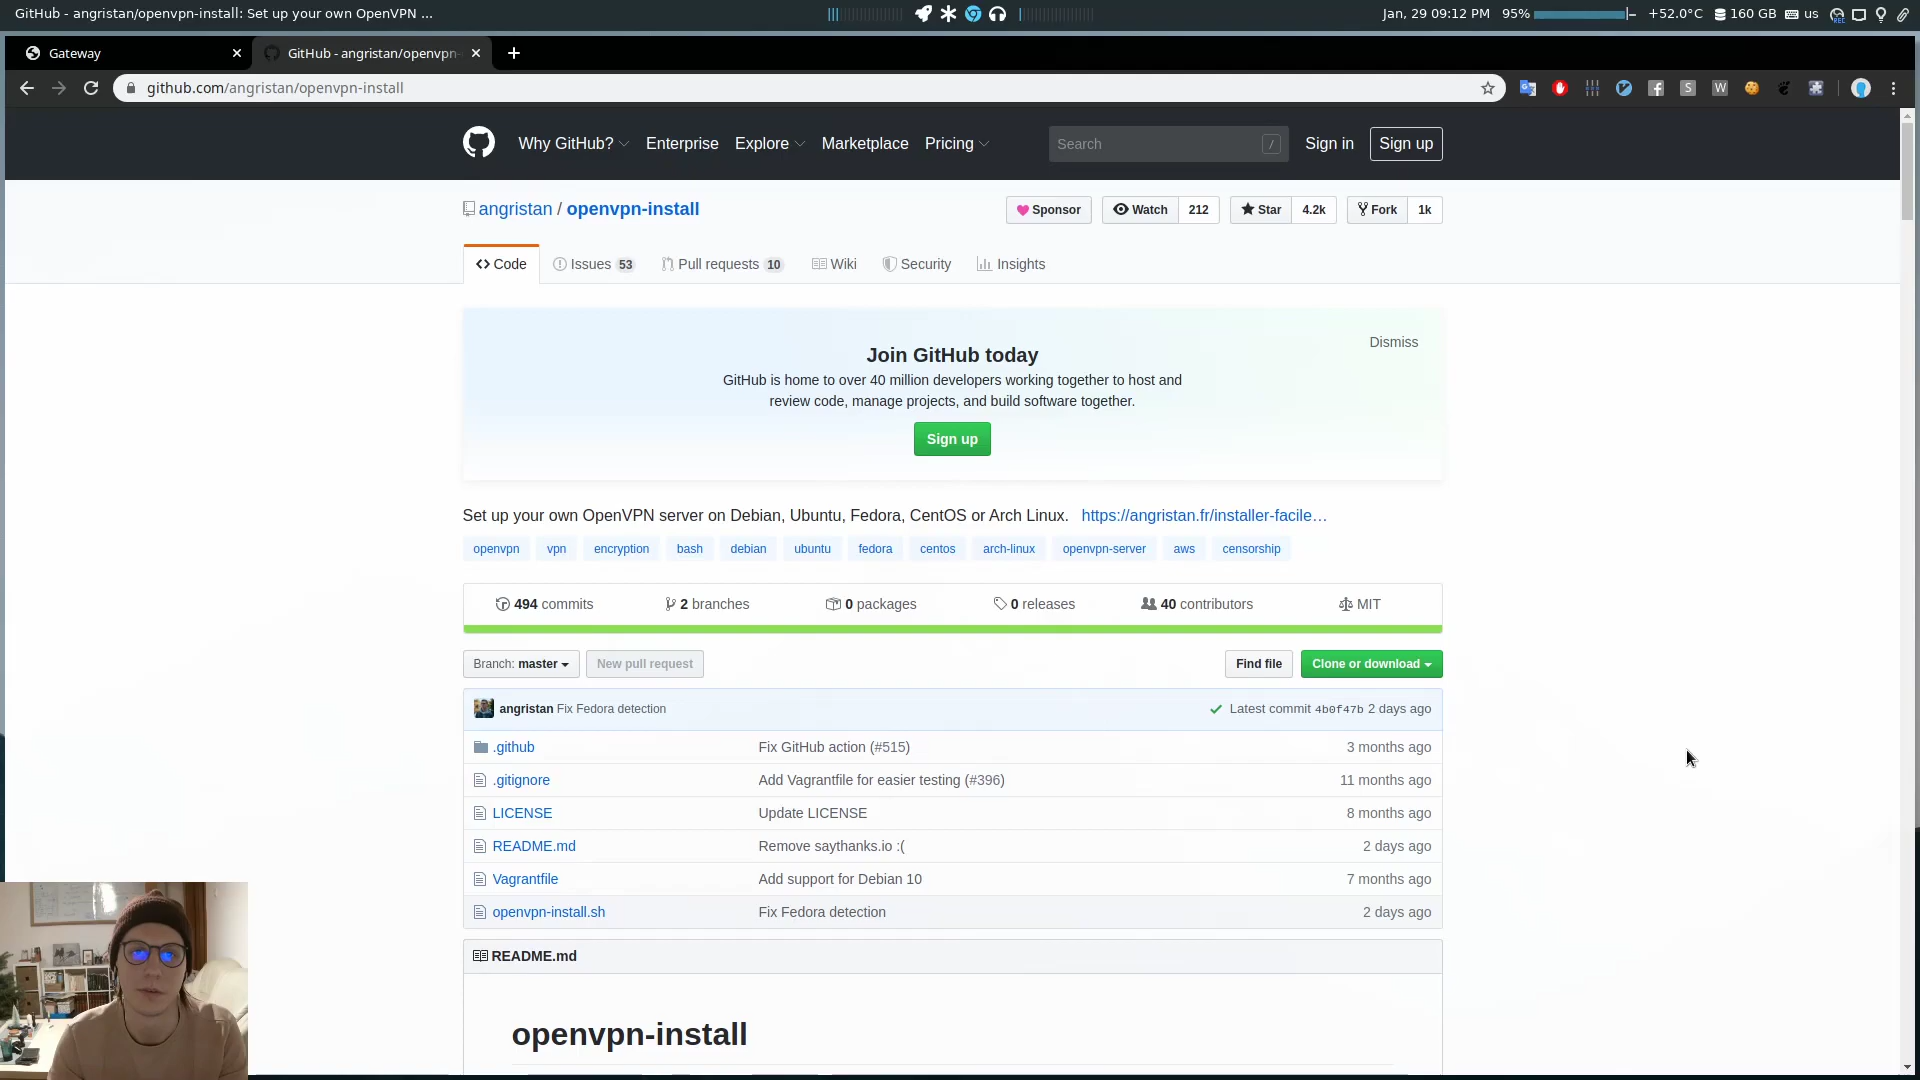 GitHub - angristan/openvpn-install: Set up your own OpenVPN ...
Jan, 29 09:12 PM 95% +52.0°C 160 GB us
Gateway
GitHub - angristan/openvpn-
github.com/angristan/openvpn-install
Why GitHub? Enterprise Explore Marketplace Pricing Search / Sign in Sign up
angristan / openvpn-install
Sponsor Watch 212 Star 4.2k Fork 1k
Code Issues 53 Pull requests 10 Wiki Security Insights
Dismiss
Join GitHub today
GitHub is home to over 40 million developers working together to host and
review code, manage projects, and build software together.
Sign up
Set up your own OpenVPN server on Debian, Ubuntu, Fedora, CentOS or Arch Linux. https://angristan.fr/installer-facile…
openvpn vpn encryption bash debian ubuntu fedora centos arch-linux openvpn-server aws censorship
494 commits 2 branches 0 packages 0 releases 40 contributors MIT
Branch: master New pull request Find file Clone or download
angristan Fix Fedora detection Latest commit 4b0f47b 2 days ago
.github Fix GitHub action (#515) 3 months ago
.gitignore Add Vagrantfile for easier testing (#396) 11 months ago
LICENSE Update LICENSE 8 months ago
README.md Remove saythanks.io :( 2 days ago
Vagrantfile Add support for Debian 10 7 months ago
openvpn-install.sh Fix Fedora detection 2 days ago
README.md
openvpn-install